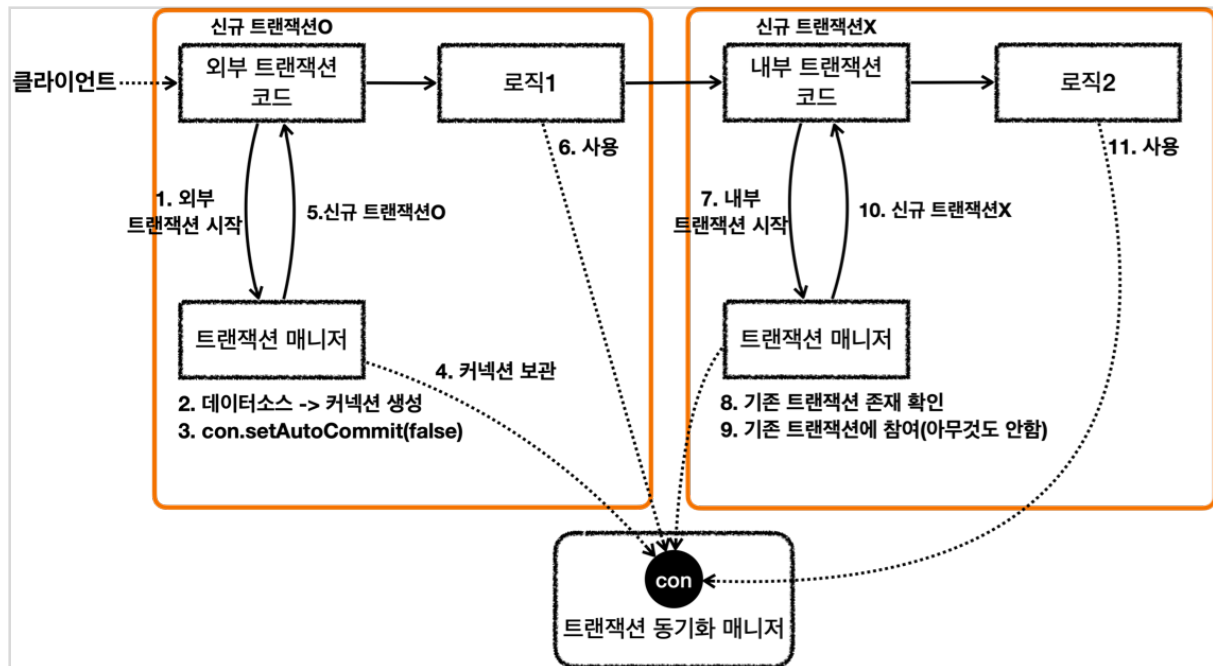 신규 트랜잭션O
신규 트랜잭션X
클라이언트
외부 트랜잭션
코드
로직1
내부 트랜잭션
코드
로직2
6. 사용
11. 사용
1. 외부
트랜잭션 시작
5.신규 트랜잭션O
7. 내부
트랜잭션 시작
10. 신규 트랜잭션X
트랜잭션 매니저
트랜잭션 매니저
4. 커넥션 보관
2. 데이터소스 -> 커넥션 생성
3. con.setAutoCommit(false)
8. 기존 트랜잭션 존재 확인
9. 기존 트랜잭션에 참여(아무것도 안함)
con
트랜잭션 동기화 매니저